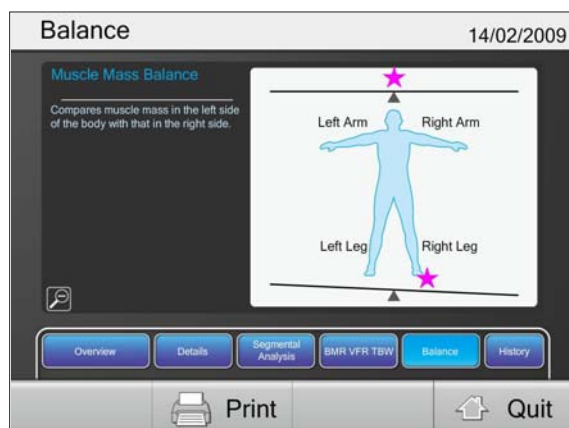 Balance
14/02/2009
Muscle Mass Balance
Compares muscle mass in the left side
of the body with that in the right side.
Left Arm
Right Arm
Left Leg
Right Leg
Overview
Details
Segmental
Analysis
BMR VFR TBW
Balance
History
Print
Quit